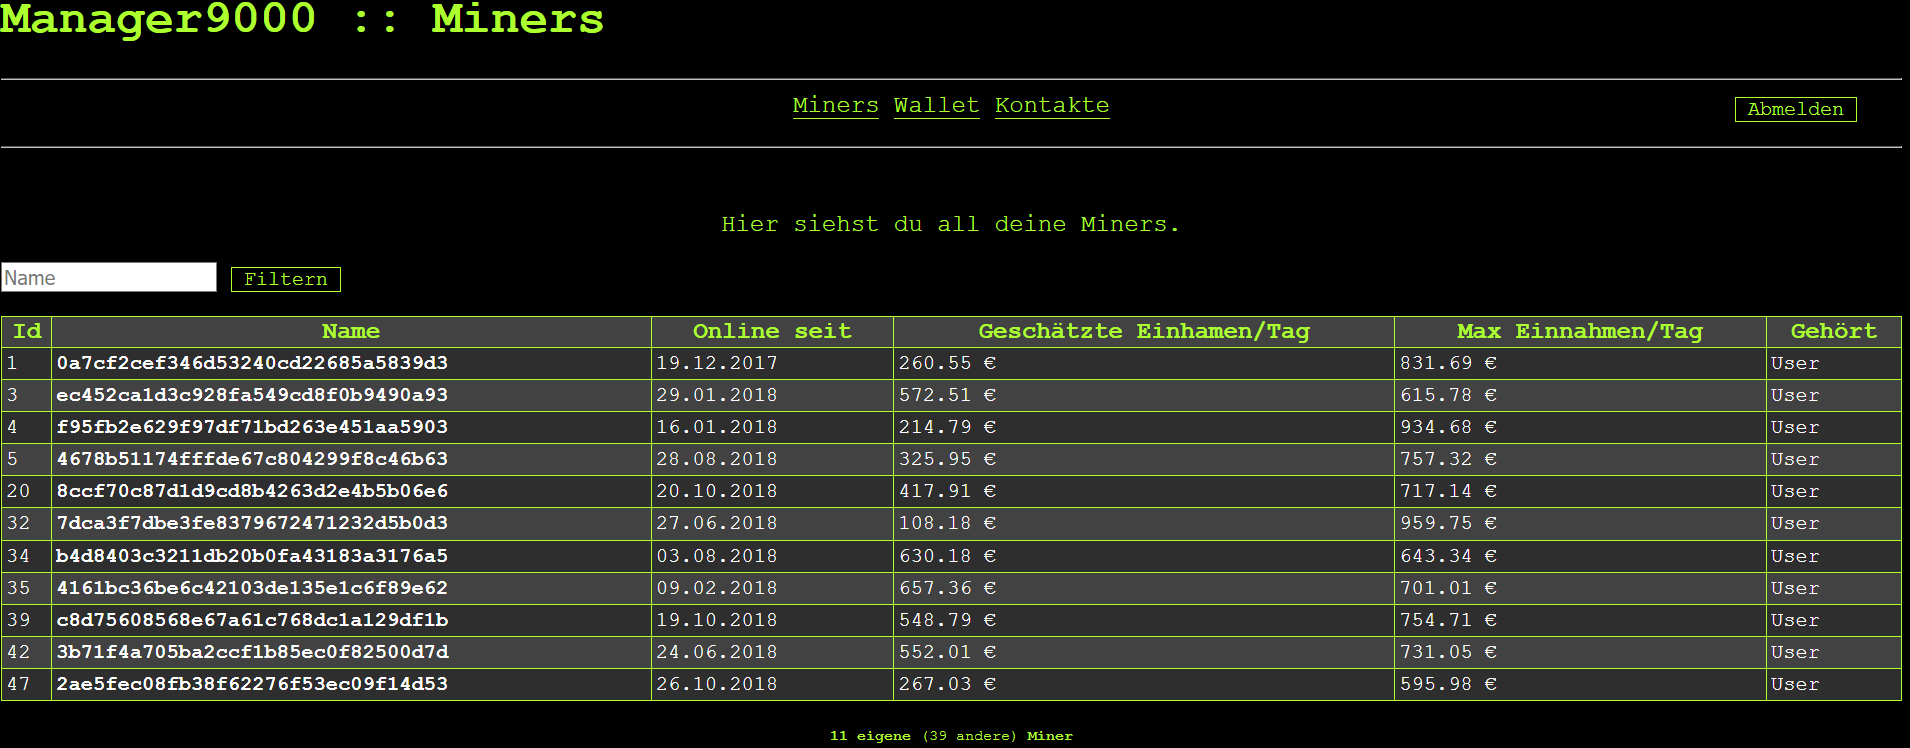 Manager9000 :: Miners
Miners Wallet Kontakte Abmelden
Hier siehst du all deine Miners.
Name Filtern
Id Name Online seit Geschätzte Einhamen/Tag Max Einnahmen/Tag Gehört
1 0a7cf2cef346d53240cd22685a5839d3 19.12.2017 260.55 € 831.69 € User
3 ec452ca1d3c928fa549cd8f0b9490a93 29.01.2018 572.51 € 615.78 € User
4 f95fb2e629f97df71bd263e451aa5903 16.01.2018 214.79 € 934.68 € User
5 4678b51174fffde67c804299f8c46b63 28.08.2018 325.95 € 757.32 € User
20 8ccf70c87d1d9cd8b4263d2e4b5b06e6 20.10.2018 417.91 € 717.14 € User
32 7dca3f7dbe3fe8379672471232d5b0d3 27.06.2018 108.18 € 959.75 € User
34 b4d8403c3211db20b0fa43183a3176a5 03.08.2018 630.18 € 643.34 € User
35 4161bc36be6c42103de135e1c6f89e62 09.02.2018 657.36 € 701.01 € User
39 c8d75608568e67a61c768dc1a129df1b 19.10.2018 548.79 € 754.71 € User
42 3b71f4a705ba2ccf1b85ec0f82500d7d 24.06.2018 552.01 € 731.05 € User
47 2ae5fec08fb38f62276f53ec09f14d53 26.10.2018 267.03 € 595.98 € User
11 eigene (39 andere) Miner